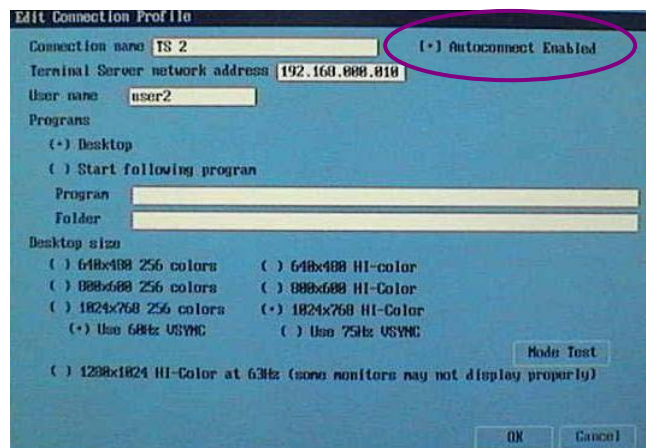 Edit Connection Profile
Connection name TS 2 [•] Autoconnect Enabled
Terminal Server network address 192.168.000.010
User name user2
Programs
(•) Desktop
( ) Start following program
Program
Folder
Desktop size
( ) 640x480 256 colors ( ) 640x480 HI-color
( ) 800x600 256 colors ( ) 800x600 HI-Color
( ) 1024x768 256 colors (•) 1024x768 HI-Color
(•) Use 60Hz VSYNC ( ) Use 75Hz VSYNC
Mode Test
( ) 1280x1024 HI-Color at 63Hz (some monitors may not display properly)
OK Cancel